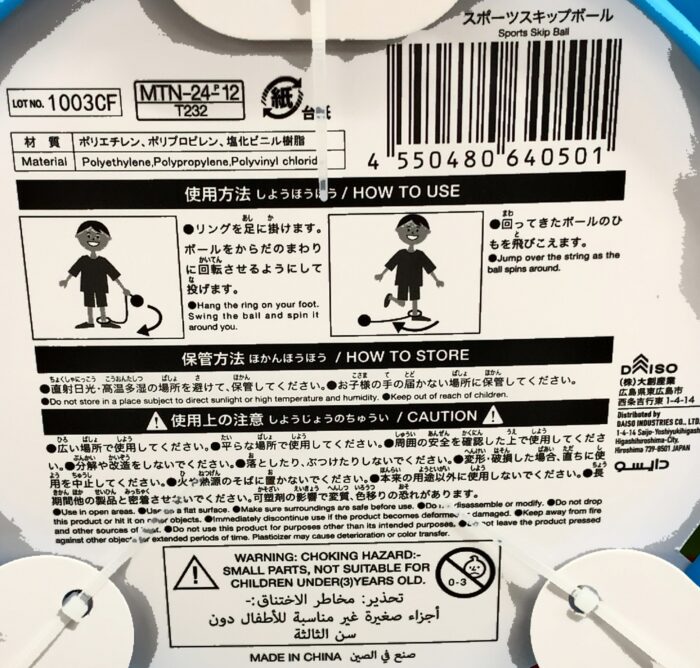 スポーツスキップボール
Sports Skip Ball
LOT NO. 1003CF
MTN-24-P12
T232
紙
台紙
材質 ポリエチレン、ポリプロピレン、塩化ビニル樹脂
Material Polyethylene,Polypropylene,Polyvinyl chlorid
4 550480 640501
使用方法 しようほうほう / HOW TO USE
●リングを足に掛けます。
ボールをからだのまわり
に回転させるようにして
投げます。
●Hang the ring on your foot.
Swing the ball and spin it
around you.
●回ってきたボールのひ
もを飛びこえます。
●Jump over the string as the
ball spins around.
保管方法 ほかんほうほう / HOW TO STORE
●直射日光・高温多湿の場所を避けて、保管してください。●お子様の手の届かない場所に保管してください。
●Do not store in a place subject to direct sunlight or high temperature and humidity. ●Keep out of reach of children.
使用上の注意 しようじょうのちゅうい / CAUTION
●広い場所で使用してください。●平らな場所で使用してください。●周囲の安全を確認した上で使用してくださ
い。●分解や改造をしないでください。●落としたり、ぶつけたりしないでください。●変形・破損した場合、直ちに使
用を中止してください。●火や熱源のそばに置かないでください。●本来の用途以外に使用しないでください。●長
期間他の製品と密着させないでください。可塑剤の影響で変質、色移りの恐れがあります。
●Use in open areas. ●Use on a flat surface. ●Make sure surroundings are safe before use. ●Do not disassemble or modify. ●Do not drop
this product or hit it on other objects. ●Immediately discontinue use if the product becomes deformed or damaged. ●Keep away from fire
and other sources of heat. ●Do not use this product for purposes other than its intended purposes. ●Do not leave the product pressed
against other objects for extended periods of time. Plasticizer may cause deterioration or color transfer.
DAISO
(株)大創産業
広島県東広島市
西条吉行東1-4-14
Distributed by
DAISO INDUSTRIES CO., LTD.
1-4-14 Saijo-Yoshiyukihigashi
Higashihiroshima-City,
Hiroshima 739-8501 JAPAN
دايسو
WARNING: CHOKING HAZARD:-
SMALL PARTS, NOT SUITABLE FOR
CHILDREN UNDER(3)YEARS OLD.
0-3
تحذير: مخاطر الاختناق:-
أجزاء صغيرة غير مناسبة للأطفال دون
سن الثالثة
MADE IN CHINA صنع في الصين